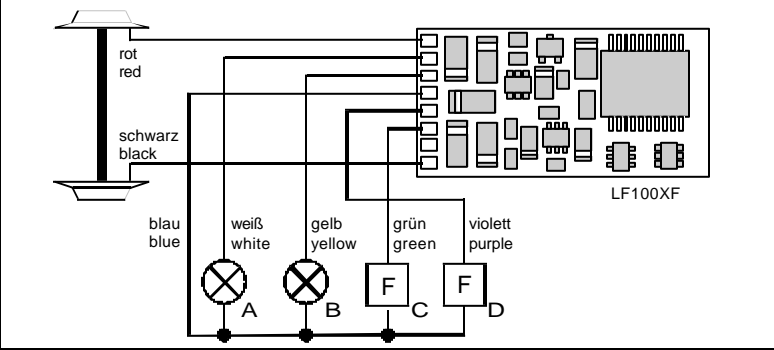 rot
red
schwarz
black
LF100XF
blau
blue
weiß
white
gelb
yellow
grün
green
violett
purple
A
B
F
C
F
D